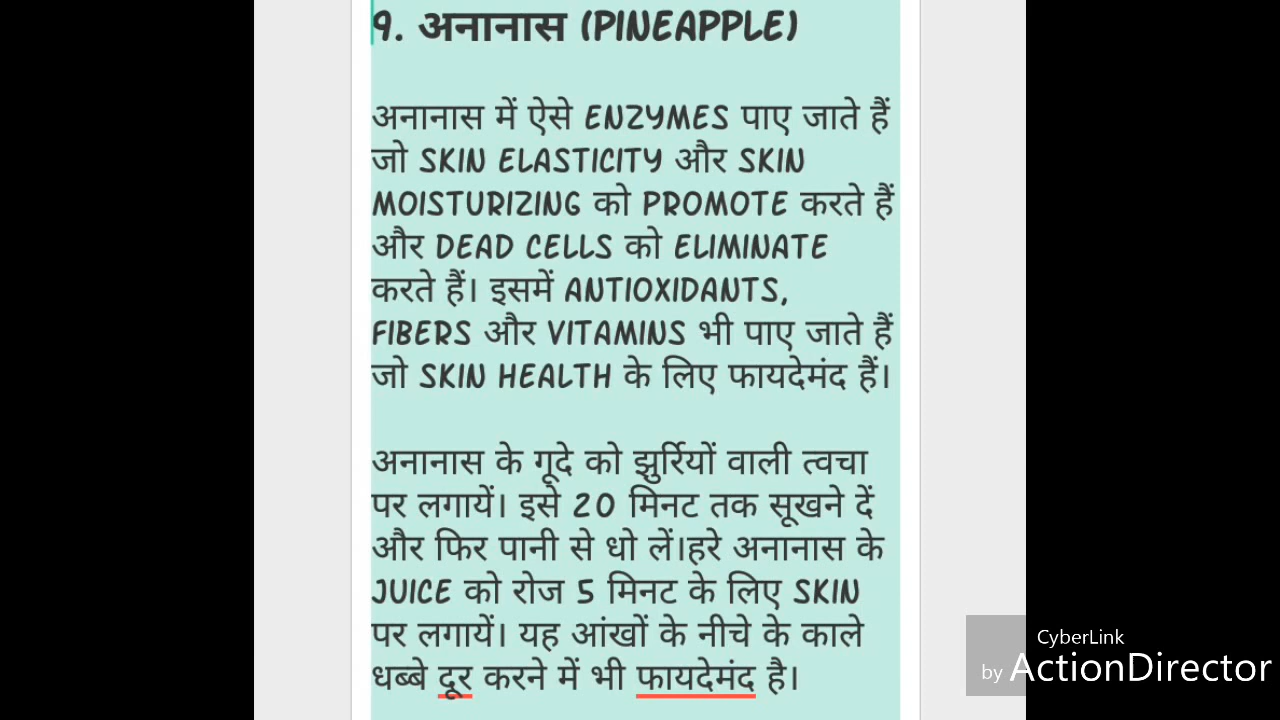 9. अनानास (PINEAPPLE)
अनानास में ऐसे ENZYMES पाए जाते हैं
जो SKIN ELASTICITY और SKIN
MOISTURIZING को PROMOTE करते हैं
और DEAD CELLS को ELIMINATE
करते हैं। इसमें ANTIOXIDANTS,
FIBERS और VITAMINS भी पाए जाते हैं
जो SKIN HEALTH के लिए फायदेमंद हैं।
अनानास के गूदे को झुर्रियों वाली त्वचा
पर लगायें। इसे 20 मिनट तक सूखने दें
और फिर पानी से धो लें।हरे अनानास के
JUICE को रोज 5 मिनट के लिए SKIN
पर लगायें। यह आंखों के नीचे के काले
धब्बे दूर करने में भी फायदेमंद है।
CyberLink
by ActionDirector